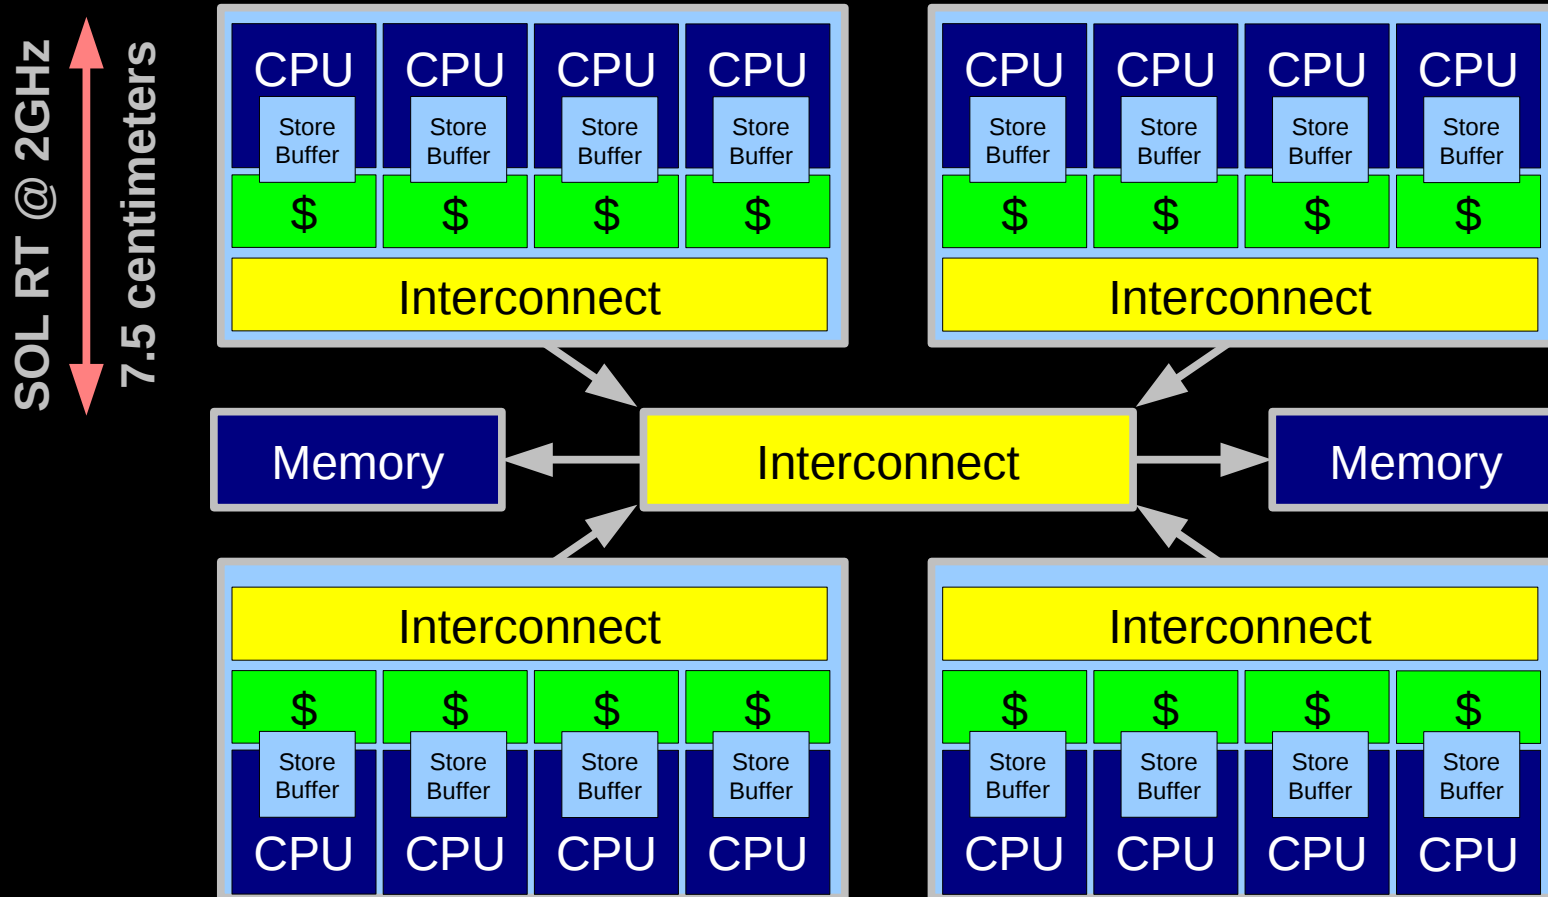 SOL RT @ 2GHz
7.5 centimeters
CPU CPU CPU CPU
Store Store Store Store
Buffer Buffer Buffer Buffer
$ $ $ $
Interconnect
CPU CPU CPU CPU
Store Store Store Store
Buffer Buffer Buffer Buffer
$ $ $ $
Interconnect
Memory Interconnect Memory
Interconnect
$ $ $ $
Store Store Store Store
Buffer Buffer Buffer Buffer
CPU CPU CPU CPU
Interconnect
$ $ $ $
Store Store Store Store
Buffer Buffer Buffer Buffer
CPU CPU CPU CPU